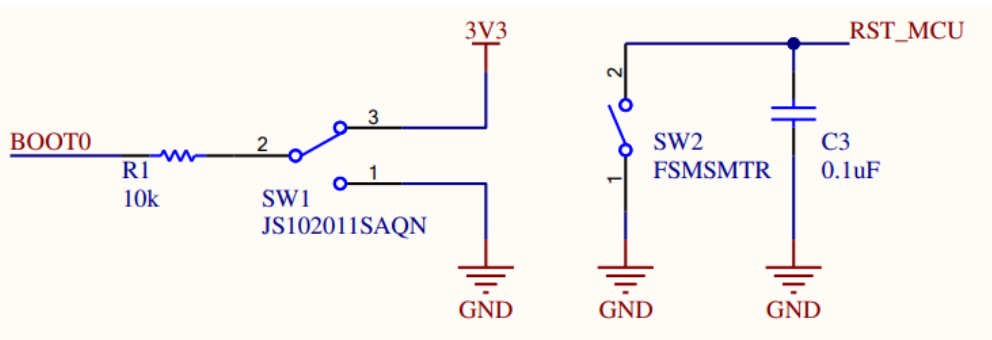 3V3
RST_MCU
BOOT0
R1
10k
2
3
1
SW1
JS102011SAQN
GND
2
1
SW2
FSMSMTR
GND
C3
0.1uF
GND